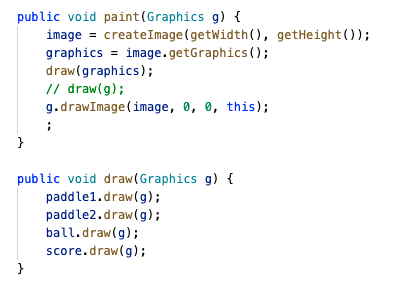 public void paint(Graphics g) {
    image = createImage(getWidth(), getHeight());
    graphics = image.getGraphics();
    draw(graphics);
    // draw(g);
    g.drawImage(image, 0, 0, this);
    ;
}

public void draw(Graphics g) {
    paddle1.draw(g);
    paddle2.draw(g);
    ball.draw(g);
    score.draw(g);
}